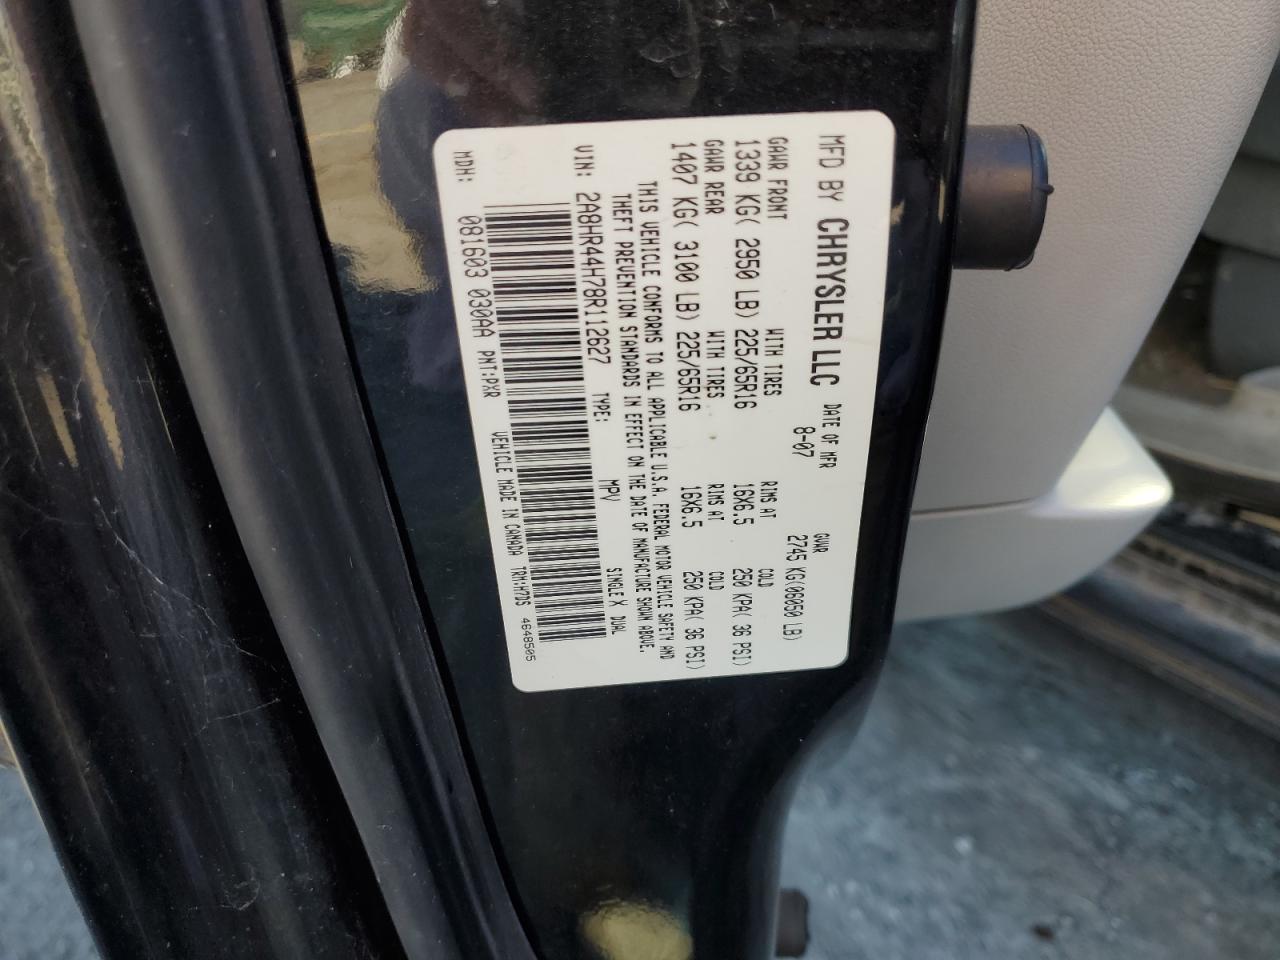 MFD BY CHRYSLER LLC DATE OF MFR 8-07 GVWR 2745 KG(06050 LB)
GAWR FRONT WITH TIRES RIMS AT COLD
1339 KG( 2950 LB) 225/65R16 16X6.5 250 KPA( 36 PSI)
GAWR REAR WITH TIRES RIMS AT COLD
1407 KG( 3100 LB) 225/65R16 16X6.5 250 KPA( 36 PSI)
THIS VEHICLE CONFORMS TO ALL APPLICABLE U.S.A. FEDERAL MOTOR VEHICLE SAFETY AND
THEFT PREVENTION STANDARDS IN EFFECT ON THE DATE OF MANUFACTURE SHOWN ABOVE.
VIN: 2A8HR44H78R112627 TYPE: MPV SINGLE X DUAL
MDH: 081603 030AA PNT:PXR VEHICLE MADE IN CANADA TRM:H7DS 4648505